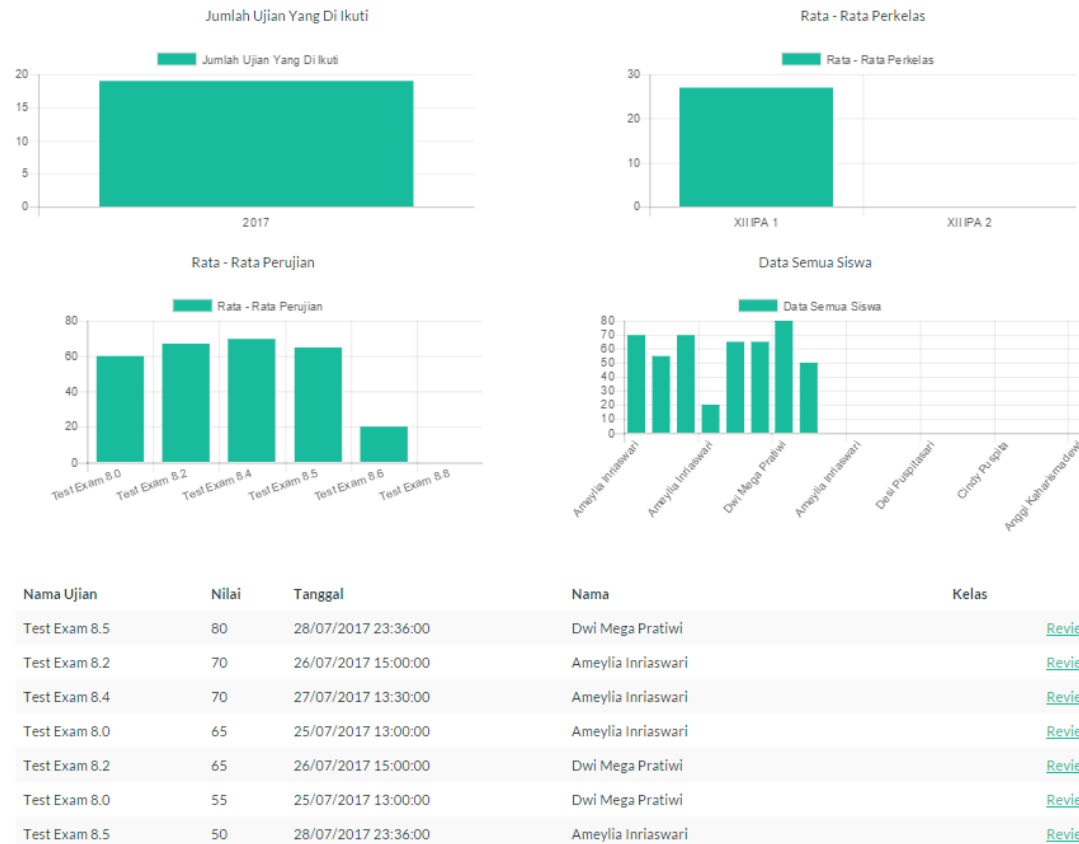 Jumlah Ujian Yang Di Ikuti
Jumlah Ujian Yang Di Ikuti
20
15
10
5
0
2017
Rata - Rata Perkelas
Rata - Rata Perkelas
30
20
10
0
XII IPA 1
XII IPA 2
Rata - Rata Perujian
Rata - Rata Perujian
80
60
40
20
0
Test Exam 8.0
Test Exam 8.2
Test Exam 8.4
Test Exam 8.5
Test Exam 8.6
Test Exam 8.8
Data Semua Siswa
Data Semua Siswa
80
70
60
50
40
30
20
10
0
Ameylia Inriaswari
Ameylia Inriaswari
Dwi Mega Pratiwi
Ameylia Inriaswari
Desi Puspitasari
Cindy Puspita
Anggi Kaharismadewi
Nama Ujian Nilai Tanggal Nama Kelas
Test Exam 8.5 80 28/07/2017 23:36:00 Dwi Mega Pratiwi Revie
Test Exam 8.2 70 26/07/2017 15:00:00 Ameylia Inriaswari Revie
Test Exam 8.4 70 27/07/2017 13:30:00 Ameylia Inriaswari Revie
Test Exam 8.0 65 25/07/2017 13:00:00 Ameylia Inriaswari Revie
Test Exam 8.2 65 26/07/2017 15:00:00 Dwi Mega Pratiwi Revie
Test Exam 8.0 55 25/07/2017 13:00:00 Dwi Mega Pratiwi Revie
Test Exam 8.5 50 28/07/2017 23:36:00 Ameylia Inriaswari Revie